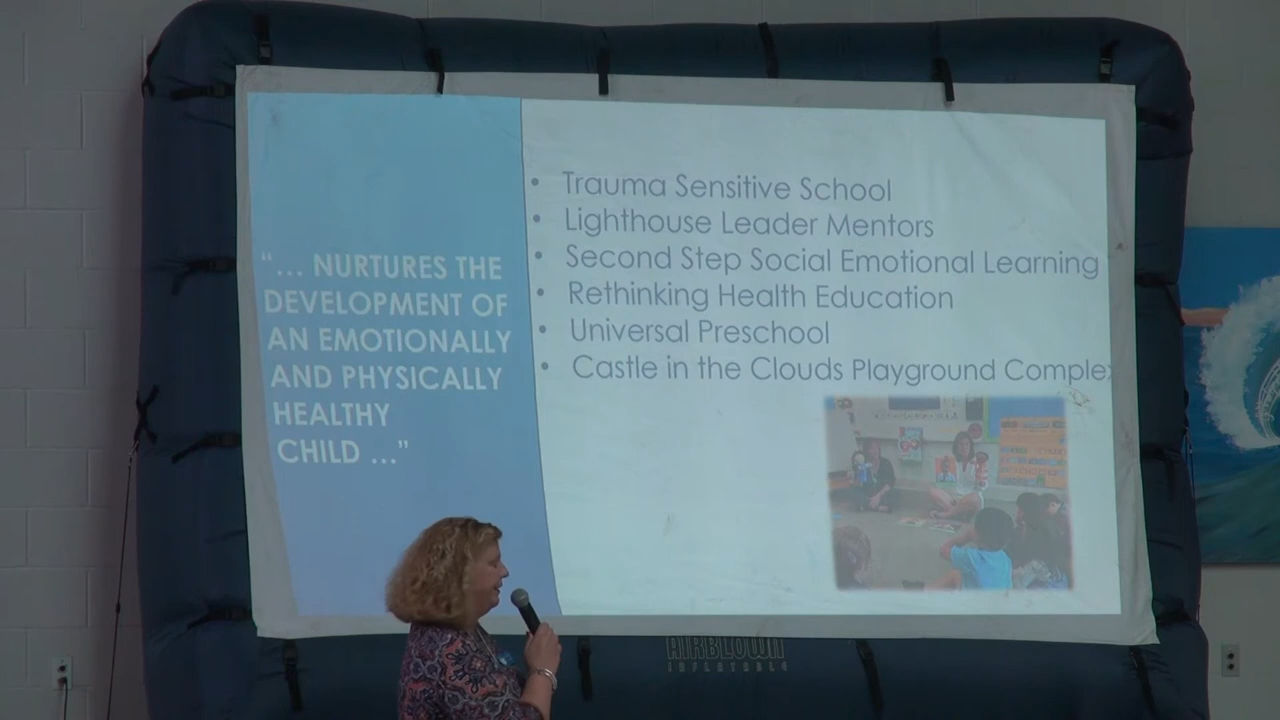 "... NURTURES THE
DEVELOPMENT OF
AN EMOTIONALLY
AND PHYSICALLY
HEALTHY
CHILD ..."
• Trauma Sensitive School
• Lighthouse Leader Mentors
• Second Step Social Emotional Learning
• Rethinking Health Education
• Universal Preschool
• Castle in the Clouds Playground Complex
AIRBLOWN
INFLATABLE